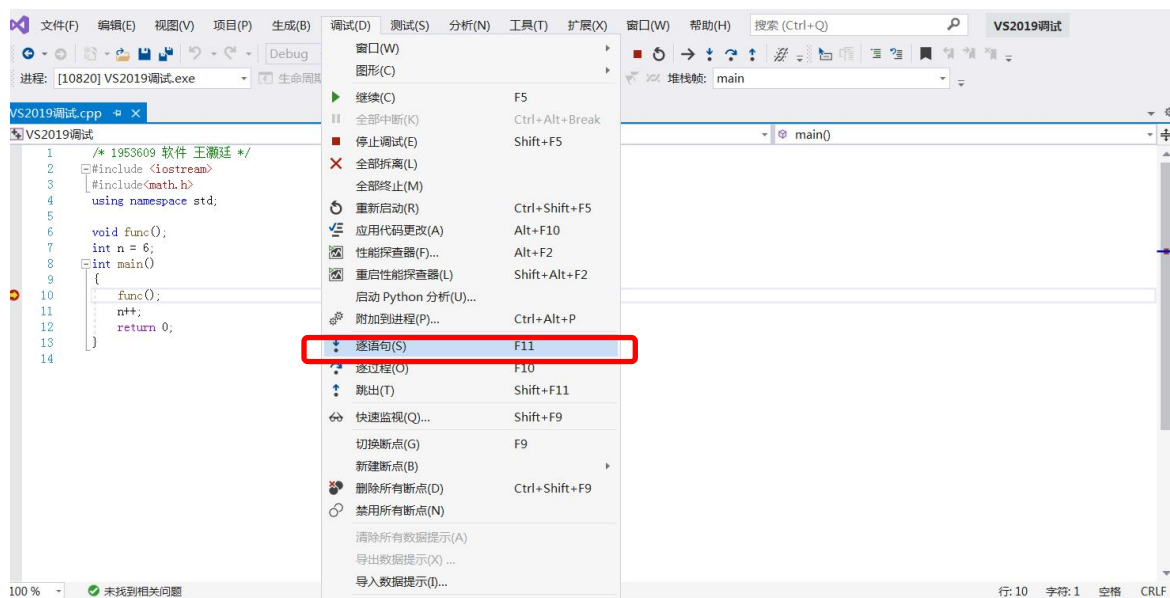 文件(F) 编辑(E) 视图(V) 项目(P) 生成(B) 调试(D) 测试(S) 分析(N) 工具(T) 扩展(X) 窗口(W) 帮助(H) 搜索 (Ctrl+Q) VS2019调试
Debug
进程: [10820] VS2019调试.exe 生命周期 堆栈帧: main
VS2019调试.cpp
VS2019调试 main()
1 /* 1953609 软件 王灏廷 */
2 #include <iostream>
3 #include<math.h>
4 using namespace std;
5
6 void func();
7 int n = 6;
8 int main()
9 {
10 func();
11 n++;
12 return 0;
13 }
14
窗口(W)
图形(C)
继续(C) F5
全部中断(K) Ctrl+Alt+Break
停止调试(E) Shift+F5
全部拆离(L)
全部终止(M)
重新启动(R) Ctrl+Shift+F5
应用代码更改(A) Alt+F10
性能探查器(F)... Alt+F2
重启性能探查器(L) Shift+Alt+F2
启动 Python 分析(U)...
附加到进程(P)... Ctrl+Alt+P
逐语句(S) F11
逐过程(O) F10
跳出(T) Shift+F11
快速监视(Q)... Shift+F9
切换断点(G) F9
新建断点(B)
删除所有断点(D) Ctrl+Shift+F9
禁用所有断点(N)
清除所有数据提示(A)
导出数据提示(X) ...
导入数据提示(I)...
100 % 未找到相关问题 行: 10 字符: 1 空格 CRLF